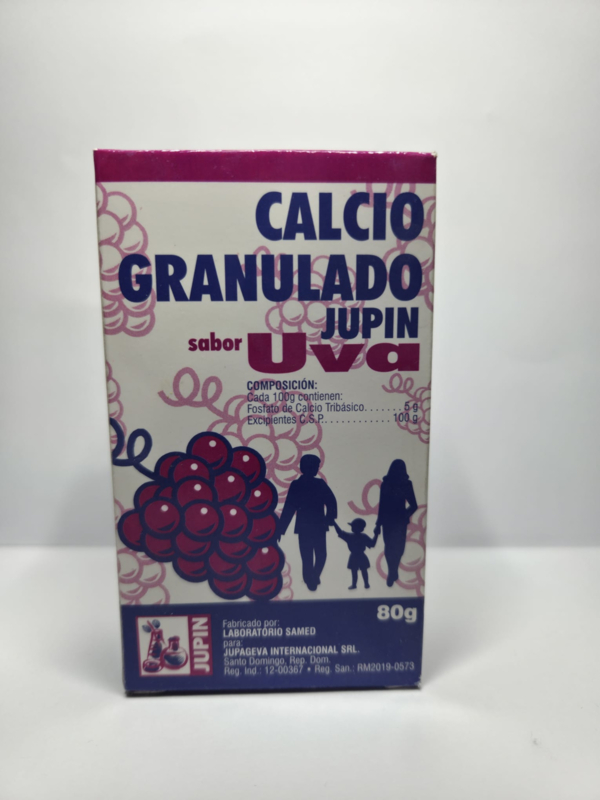 CALCIO
GRANULADO
JUPIN
sabor Uva
COMPOSICIÓN:
Cada 100g contienen:
Fosfato de Calcio Tribásico. . . . . . . 5 g
Excipientes C.S.P. . . . . . . . . . . . . 100 g
80g
JUPIN
Fabricado por:
LABORATÓRIO SAMED
para:
JUPAGEVA INTERNACIONAL SRL.
Santo Domingo, Rep. Dom.
Reg. Ind.: 12-00367 • Reg. San.: RM2019-0573